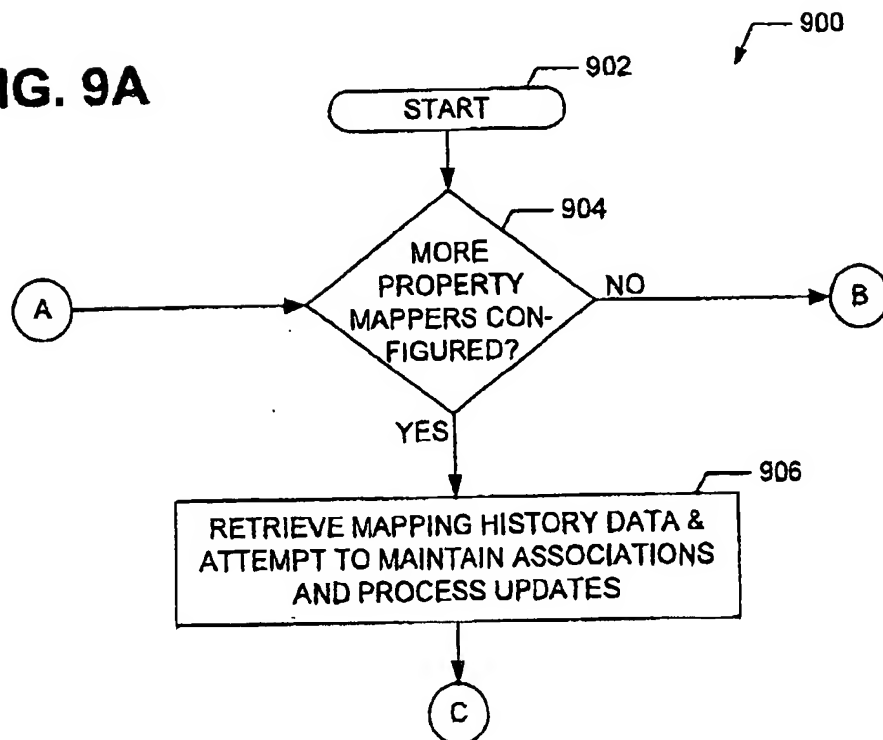 900
IG. 9A
902
START
904
MORE
PROPERTY
MAPPERS CON-
FIGURED?
A
NO
B
YES
906
RETRIEVE MAPPING HISTORY DATA &
ATTEMPT TO MAINTAIN ASSOCIATIONS
AND PROCESS UPDATES
C